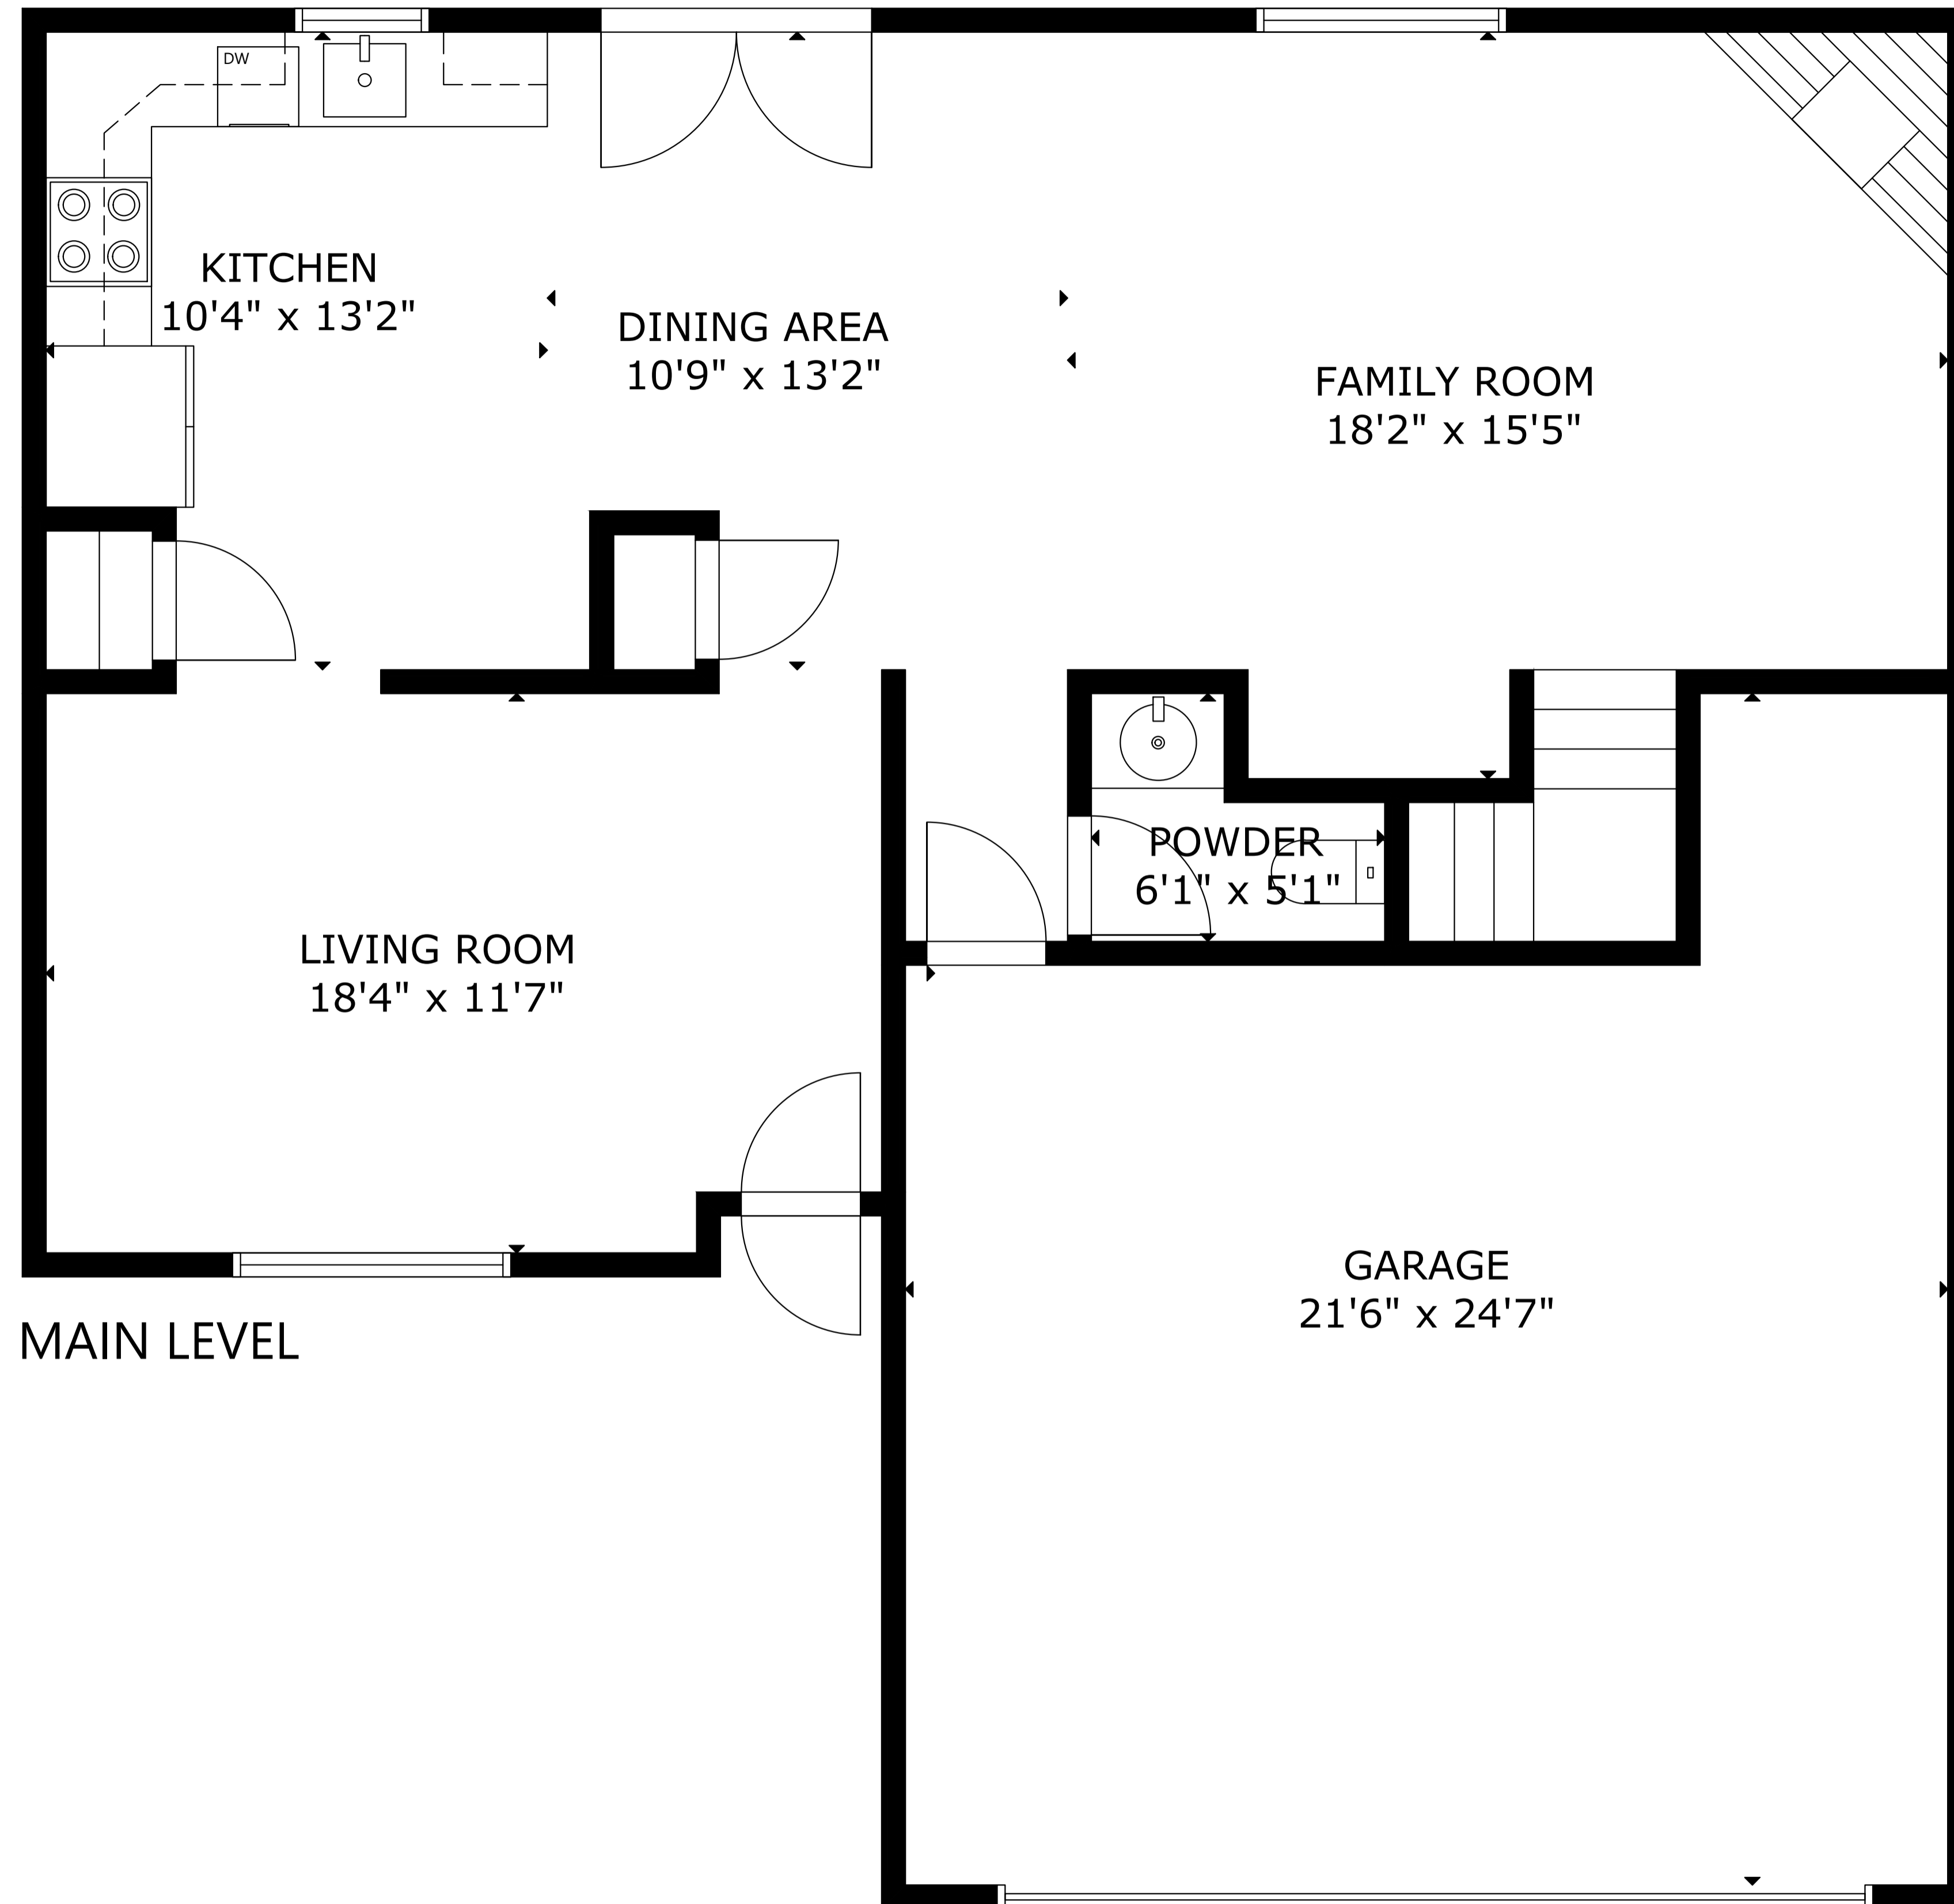 DW
KITCHEN
10'4" x 13'2"
DINING AREA
10'9" x 13'2"
FAMILY ROOM
18'2" x 15'5"
POWDER
6'1" x 5'1"
LIVING ROOM
18'4" x 11'7"
GARAGE
21'6" x 24'7"
MAIN LEVEL